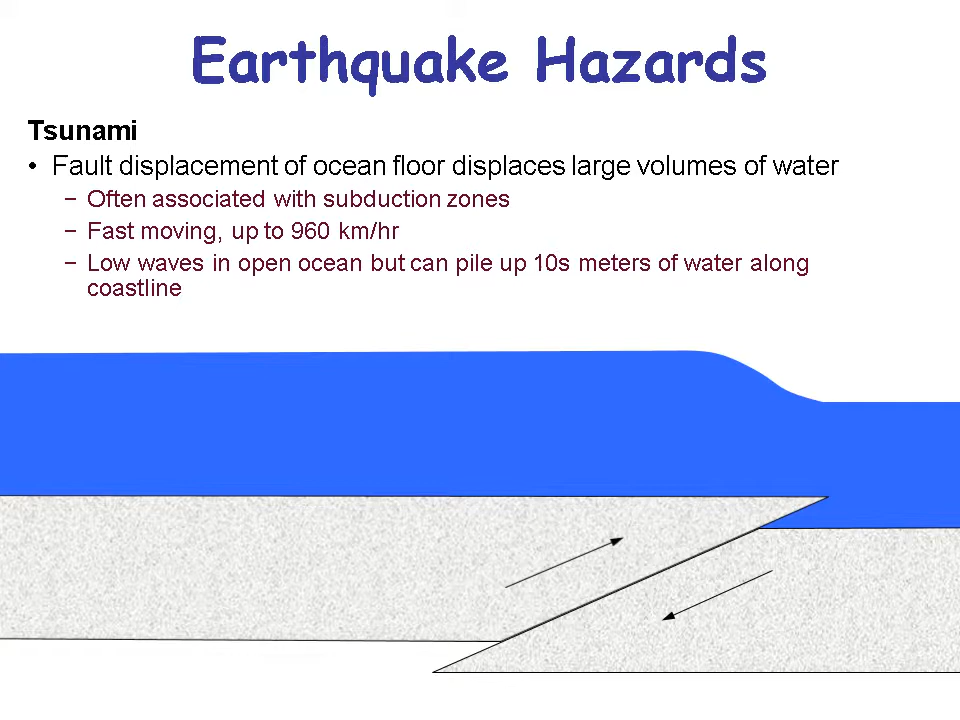 Earthquake Hazards
Tsunami
• Fault displacement of ocean floor displaces large volumes of water
– Often associated with subduction zones
– Fast moving, up to 960 km/hr
– Low waves in open ocean but can pile up 10s meters of water along
coastline